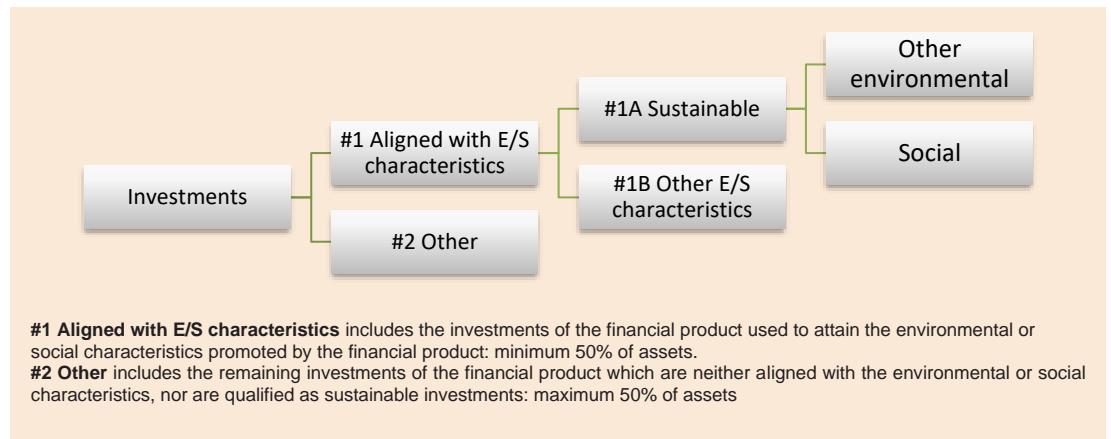 Investments
#1 Aligned with E/S
characteristics
#2 Other
#1A Sustainable
#1B Other E/S
characteristics
Other
environmental
Social
#1 Aligned with E/S characteristics includes the investments of the financial product used to attain the environmental or
social characteristics promoted by the financial product: minimum 50% of assets.
#2 Other includes the remaining investments of the financial product which are neither aligned with the environmental or social
characteristics, nor are qualified as sustainable investments: maximum 50% of assets